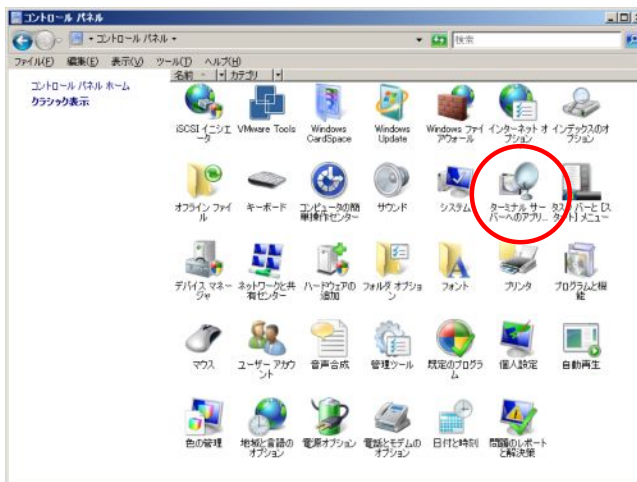 コントロール パネル
コントロール パネル
検索
ファイル(F) 編集(E) 表示(V) ツール(T) ヘルプ(H)
コントロール パネル ホーム
クラシック表示
名前 カテゴリ
iSCSI イニシエ
ータ
VMware Tools
Windows
CardSpace
Windows
Update
Windows ファイ
アウォール
インターネット オ
プション
インデックスのオ
プション
オフライン ファイ
ル
キーボード
コンピュータの簡
単操作センター
サウンド
システム
ターミナル サー
バーへのアプリ...
タスク バーと [ス
タート] メニュー
デバイス マネー
ジャ
ネットワークと共
有センター
ハードウェアの
追加
フォルダ オプショ
ン
フォント
プリンタ
プログラムと機
能
マウス
ユーザー アカウ
ント
音声合成
管理ツール
既定のプログラ
ム
個人設定
自動再生
色の管理
地域と言語の
オプション
電源オプション
電話とモデムの
オプション
日付と時刻
問題のレポート
と解決策